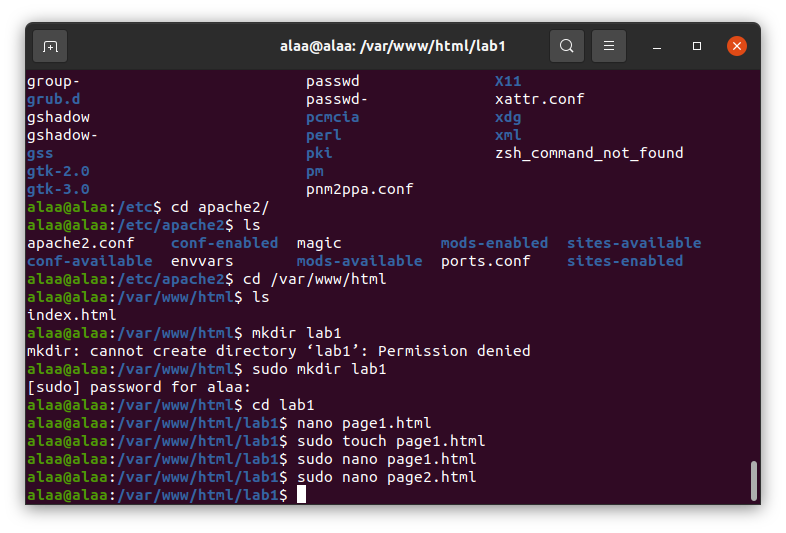 alaa@alaa: /var/www/html/lab1
group- passwd X11
grub.d passwd- xattr.conf
gshadow pcmcia xdg
gshadow- perl xml
gss pki zsh_command_not_found
gtk-2.0 pm
gtk-3.0 pnm2ppa.conf
alaa@alaa:/etc$ cd apache2/
alaa@alaa:/etc/apache2$ ls
apache2.conf conf-enabled magic mods-enabled sites-available
conf-available envvars mods-available ports.conf sites-enabled
alaa@alaa:/etc/apache2$ cd /var/www/html
alaa@alaa:/var/www/html$ ls
index.html
alaa@alaa:/var/www/html$ mkdir lab1
mkdir: cannot create directory ‘lab1’: Permission denied
alaa@alaa:/var/www/html$ sudo mkdir lab1
[sudo] password for alaa:
alaa@alaa:/var/www/html$ cd lab1
alaa@alaa:/var/www/html/lab1$ nano page1.html
alaa@alaa:/var/www/html/lab1$ sudo touch page1.html
alaa@alaa:/var/www/html/lab1$ sudo nano page1.html
alaa@alaa:/var/www/html/lab1$ sudo nano page2.html
alaa@alaa:/var/www/html/lab1$